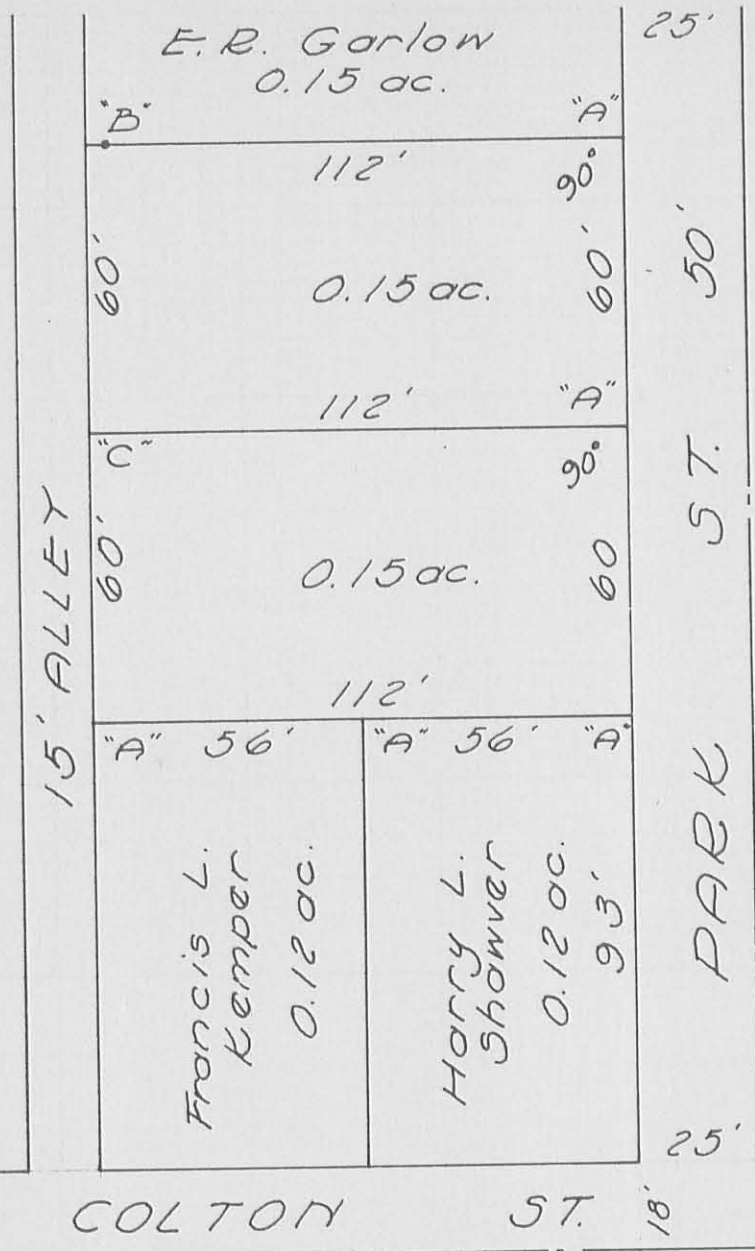 E.R. Garlow
0.15 ac.
25'
"B"
"A"
112'
90°
60'
0.15 ac.
60'
50'
112'
"A"
"C"
90°
60'
0.15 ac.
60
112'
15' ALLEY
PARK ST.
"A" 56' "A" 56' "A"
Francis L.
Kemper
0.12 ac.
Harry L.
Shawver
0.12 ac.
93'
25'
COLTON ST.
18'